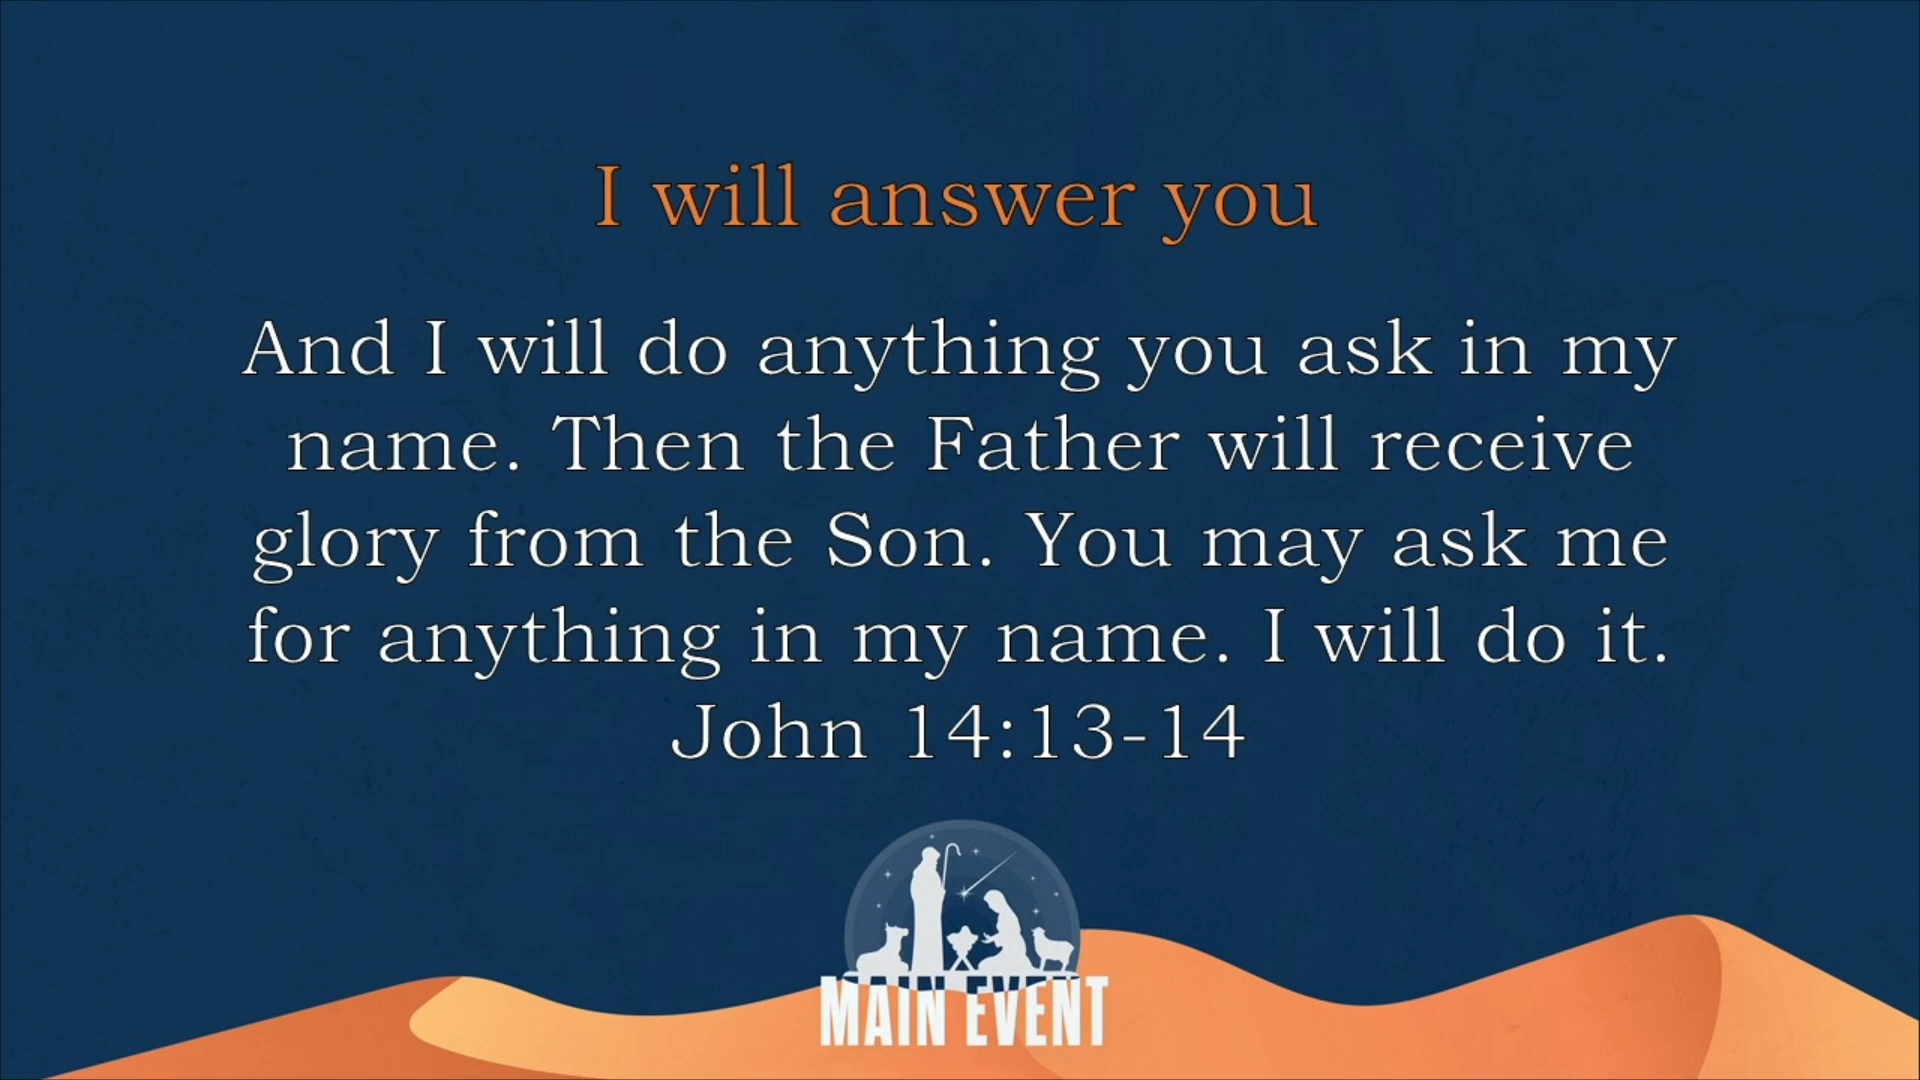 I will answer you
And I will do anything you ask in my
name. Then the Father will receive
glory from the Son. You may ask me
for anything in my name. I will do it.
John 14:13-14
MAIN EVENT